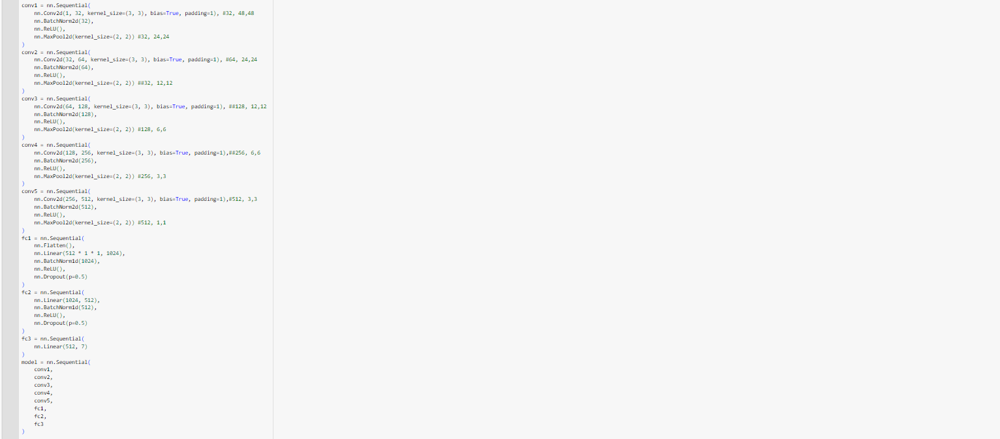 conv1 = nn.Sequential(
    nn.Conv2d(1, 32, kernel_size=(3, 3), bias=True, padding=1), #32, 48,48
    nn.BatchNorm2d(32),
    nn.ReLU(),
    nn.MaxPool2d(kernel_size=(2, 2)) #32, 24,24
)
conv2 = nn.Sequential(
    nn.Conv2d(32, 64, kernel_size=(3, 3), bias=True, padding=1), #64, 24,24
    nn.BatchNorm2d(64),
    nn.ReLU(),
    nn.MaxPool2d(kernel_size=(2, 2)) ##32, 12,12
)
conv3 = nn.Sequential(
    nn.Conv2d(64, 128, kernel_size=(3, 3), bias=True, padding=1), ##128, 12,12
    nn.BatchNorm2d(128),
    nn.ReLU(),
    nn.MaxPool2d(kernel_size=(2, 2)) #128, 6,6
)
conv4 = nn.Sequential(
    nn.Conv2d(128, 256, kernel_size=(3, 3), bias=True, padding=1),##256, 6,6
    nn.BatchNorm2d(256),
    nn.ReLU(),
    nn.MaxPool2d(kernel_size=(2, 2)) #256, 3,3
)
conv5 = nn.Sequential(
    nn.Conv2d(256, 512, kernel_size=(3, 3), bias=True, padding=1),#512, 3,3
    nn.BatchNorm2d(512),
    nn.ReLU(),
    nn.MaxPool2d(kernel_size=(2, 2)) #512, 1,1
)
fc1 = nn.Sequential(
    nn.Flatten(),
    nn.Linear(512 * 1 * 1, 1024),
    nn.BatchNorm1d(1024),
    nn.ReLU(),
    nn.Dropout(p=0.5)
)
fc2 = nn.Sequential(
    nn.Linear(1024, 512),
    nn.BatchNorm1d(512),
    nn.ReLU(),
    nn.Dropout(p=0.5)
)
fc3 = nn.Sequential(
    nn.Linear(512, 7)
)
model = nn.Sequential(
    conv1,
    conv2,
    conv3,
    conv4,
    conv5,
    fc1,
    fc2,
    fc3
)